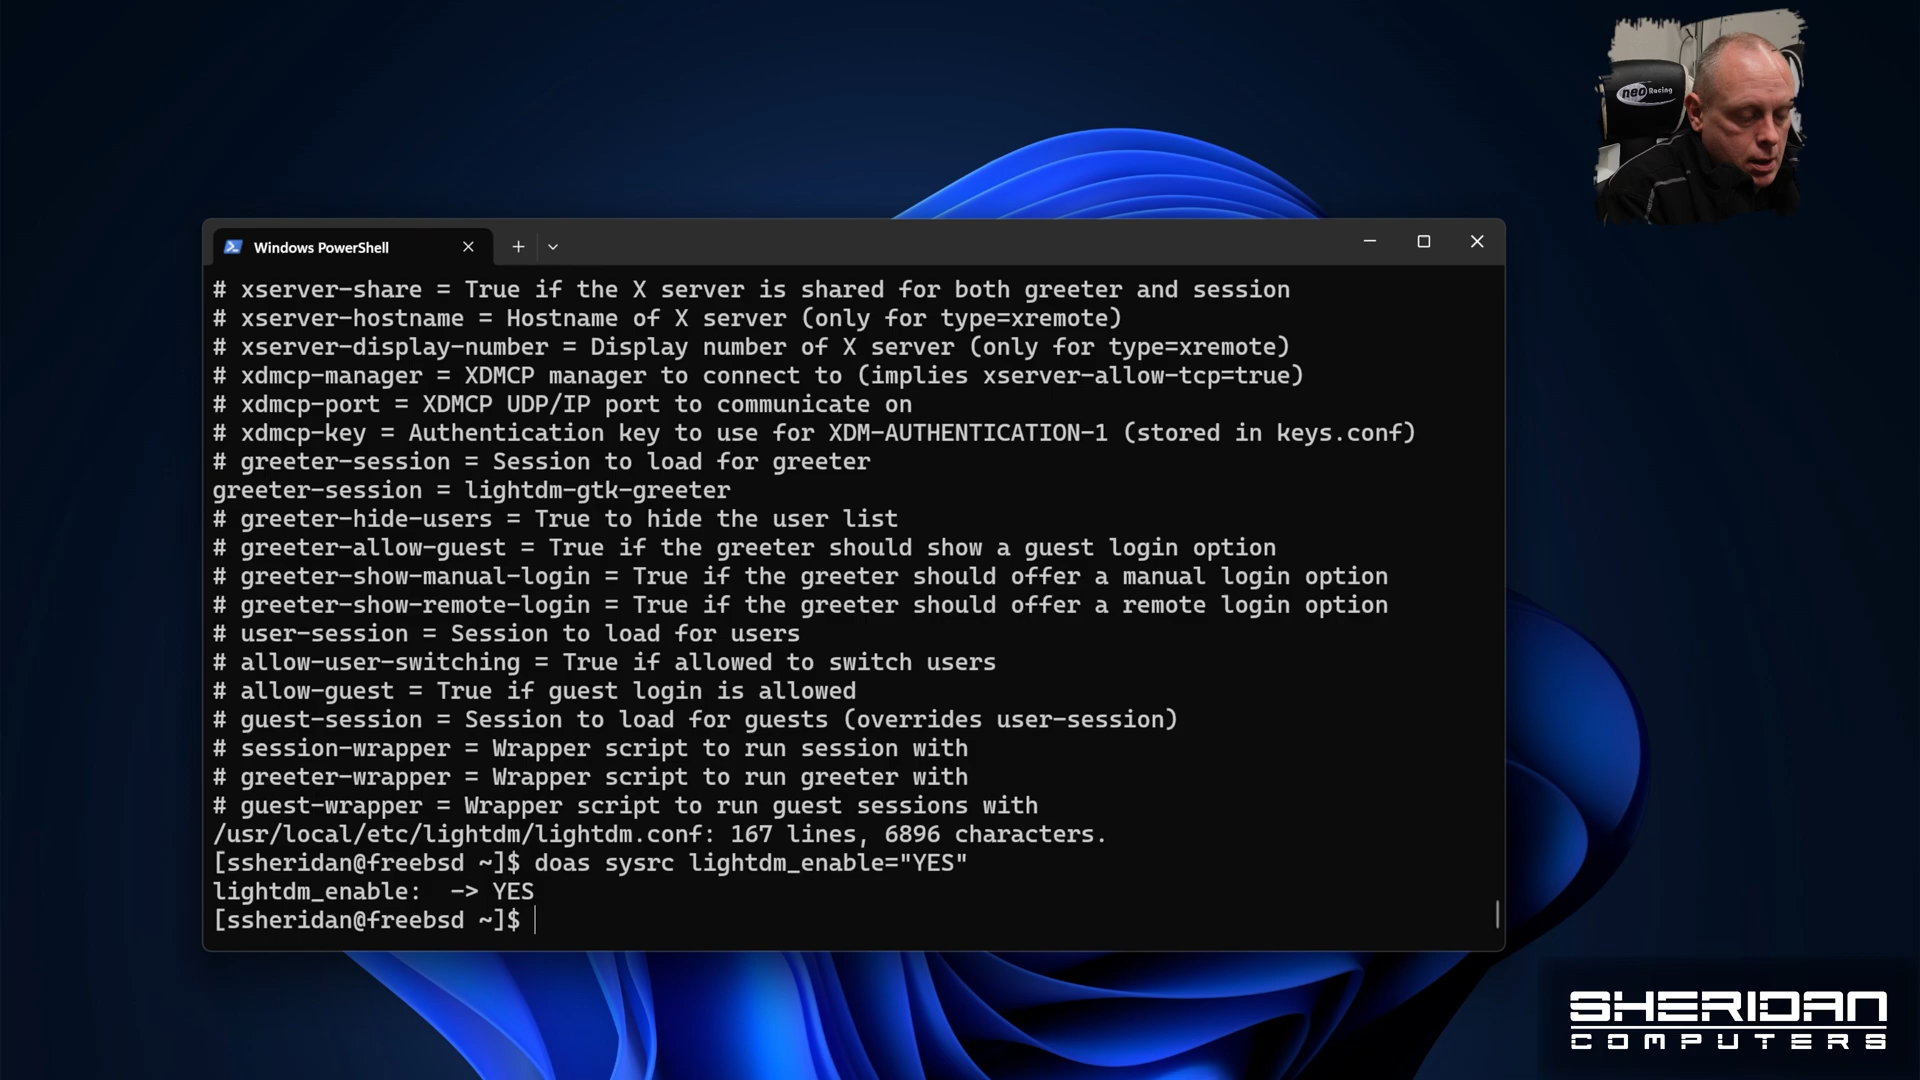 neo Racing
Windows PowerShell
# xserver-share = True if the X server is shared for both greeter and session
# xserver-hostname = Hostname of X server (only for type=xremote)
# xserver-display-number = Display number of X server (only for type=xremote)
# xdmcp-manager = XDMCP manager to connect to (implies xserver-allow-tcp=true)
# xdmcp-port = XDMCP UDP/IP port to communicate on
# xdmcp-key = Authentication key to use for XDM-AUTHENTICATION-1 (stored in keys.conf)
# greeter-session = Session to load for greeter
greeter-session = lightdm-gtk-greeter
# greeter-hide-users = True to hide the user list
# greeter-allow-guest = True if the greeter should show a guest login option
# greeter-show-manual-login = True if the greeter should offer a manual login option
# greeter-show-remote-login = True if the greeter should offer a remote login option
# user-session = Session to load for users
# allow-user-switching = True if allowed to switch users
# allow-guest = True if guest login is allowed
# guest-session = Session to load for guests (overrides user-session)
# session-wrapper = Wrapper script to run session with
# greeter-wrapper = Wrapper script to run greeter with
# guest-wrapper = Wrapper script to run guest sessions with
/usr/local/etc/lightdm/lightdm.conf: 167 lines, 6896 characters.
[ssheridan@freebsd ~]$ doas sysrc lightdm_enable="YES"
lightdm_enable:  -> YES
[ssheridan@freebsd ~]$
SHERIDAN
COMPUTERS